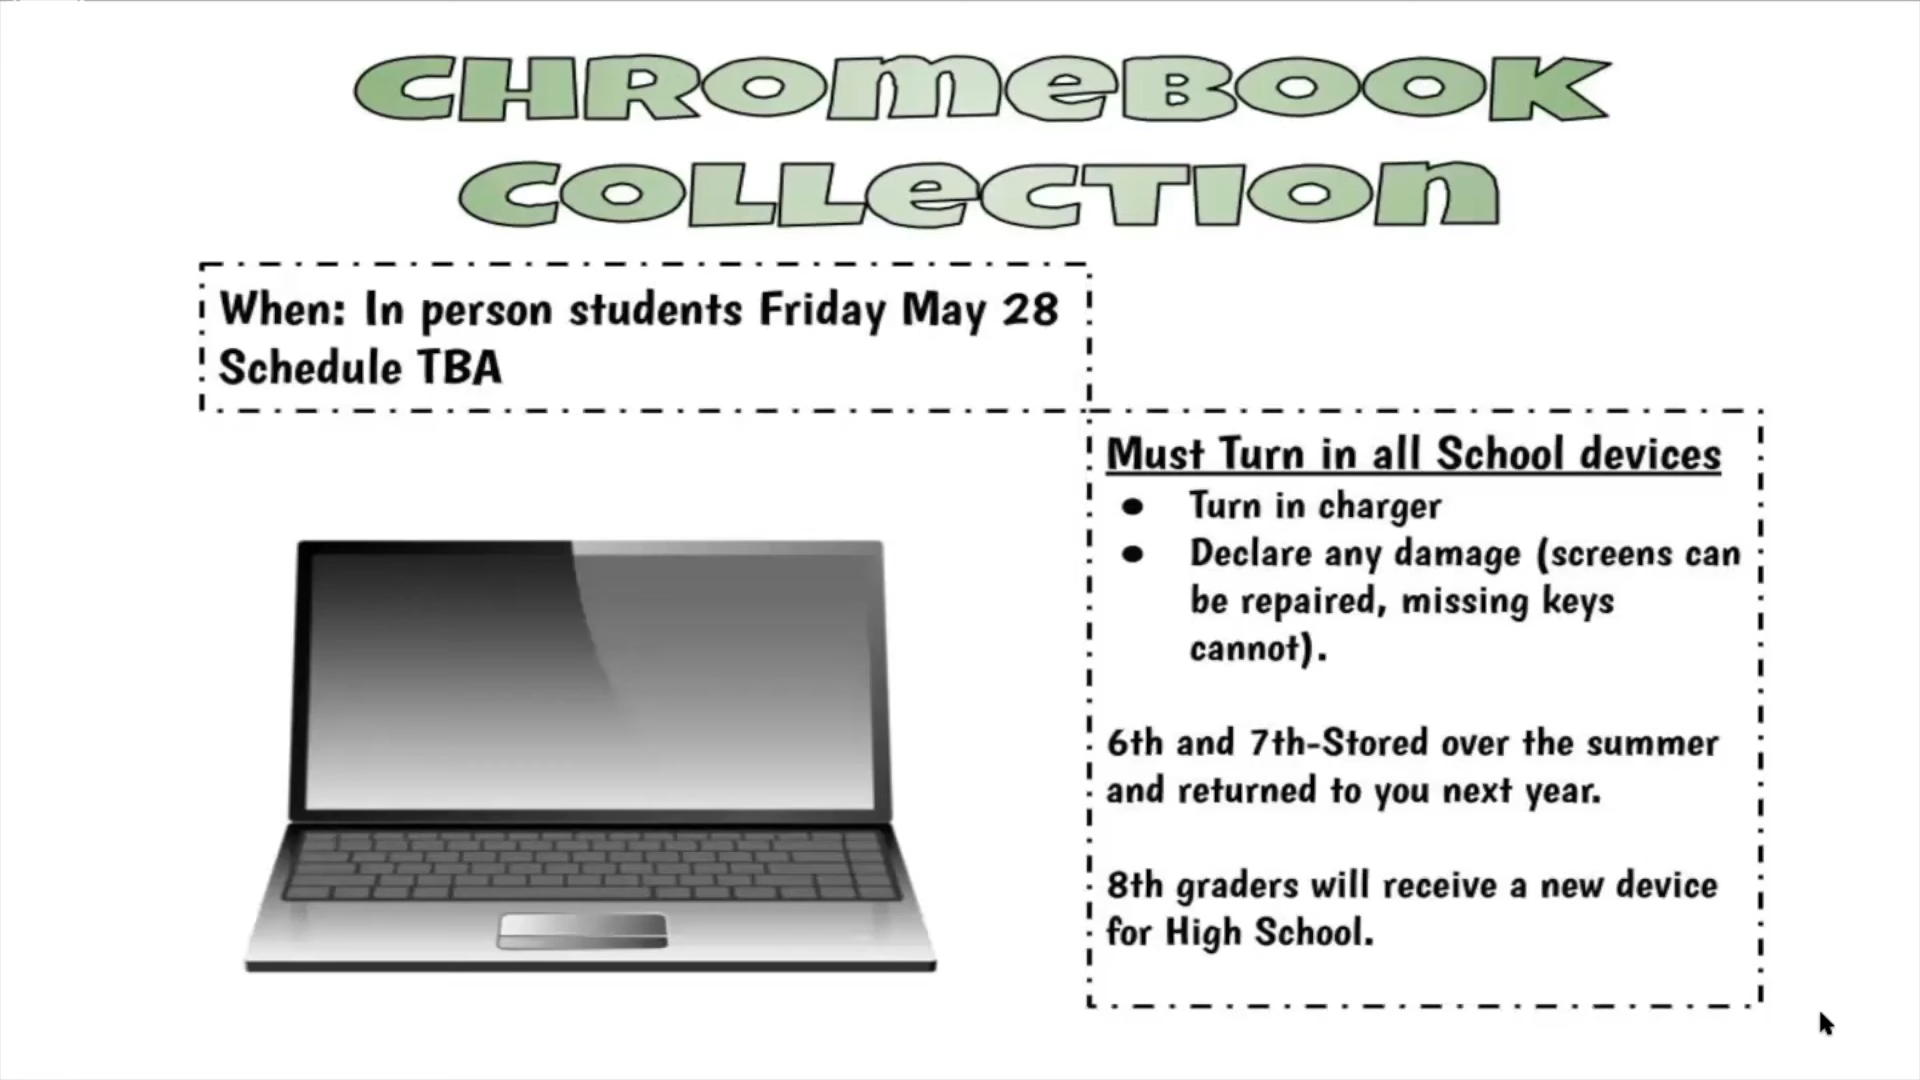 CHROMEBOOK
COLLECTION
When: In person students Friday May 28
Schedule TBA
Must Turn in all School devices
● Turn in charger
● Declare any damage (screens can
be repaired, missing keys
cannot).
6th and 7th-Stored over the summer
and returned to you next year.
8th graders will receive a new device
for High School.